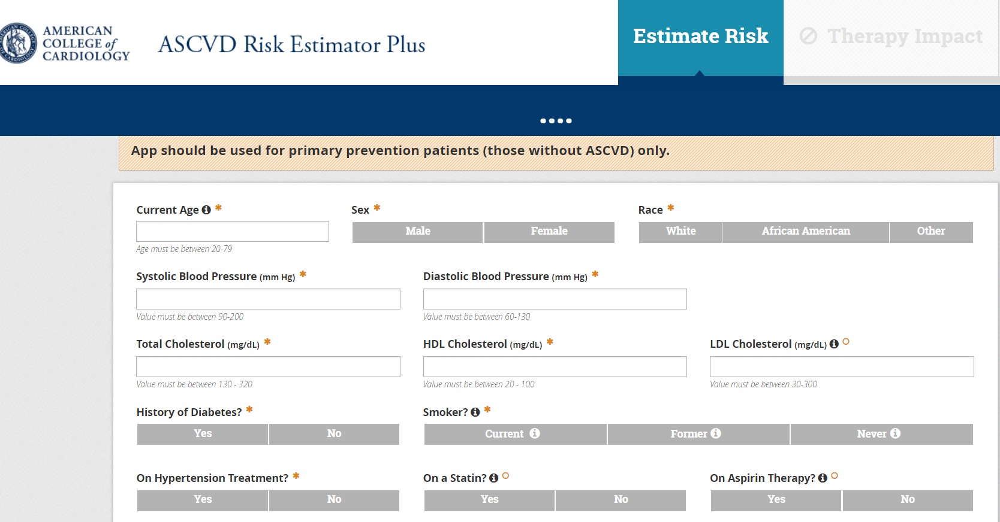 AMERICAN
COLLEGE of
CARDIOLOGY
ASCVD Risk Estimator Plus
Estimate Risk
Therapy Impact
App should be used for primary prevention patients (those without ASCVD) only.
Current Age * Sex * Race *
Male Female White African American Other
Age must be between 20-79
Systolic Blood Pressure (mm Hg) * Diastolic Blood Pressure (mm Hg) *
Value must be between 90-200 Value must be between 60-130
Total Cholesterol (mg/dL) * HDL Cholesterol (mg/dL) * LDL Cholesterol (mg/dL)
Value must be between 130 - 320 Value must be between 20 - 100 Value must be between 30-300
History of Diabetes? * Smoker? *
Yes No Current Former Never
On Hypertension Treatment? * On a Statin? On Aspirin Therapy?
Yes No Yes No Yes No